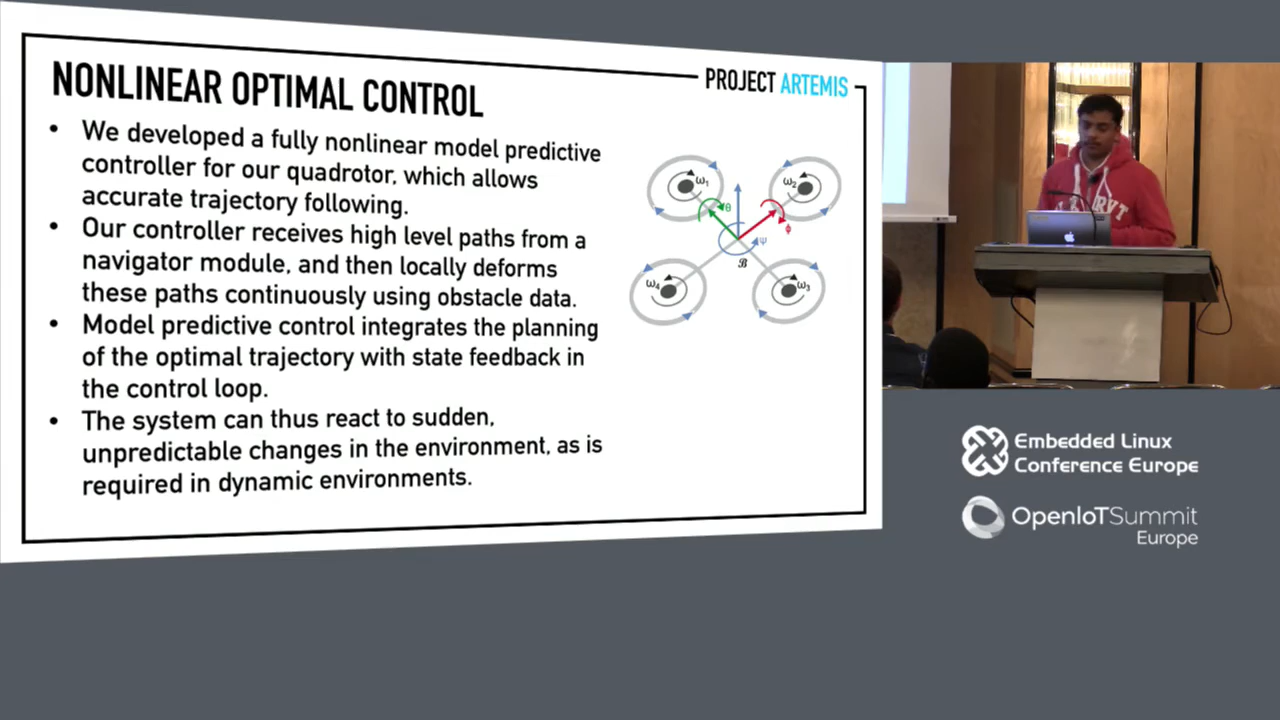 NONLINEAR OPTIMAL CONTROL
PROJECT ARTEMIS
• We developed a fully nonlinear model predictive
controller for our quadrotor, which allows
accurate trajectory following.
• Our controller receives high level paths from a
navigator module, and then locally deforms
these paths continuously using obstacle data.
• Model predictive control integrates the planning
of the optimal trajectory with state feedback in
the control loop.
• The system can thus react to sudden,
unpredictable changes in the environment, as is
required in dynamic environments.
ω₁
ω₂
θ
ϕ
ψ
ℬ
ω₄
ω₃
Embedded Linux
Conference Europe
OpenIoTSummit
Europe